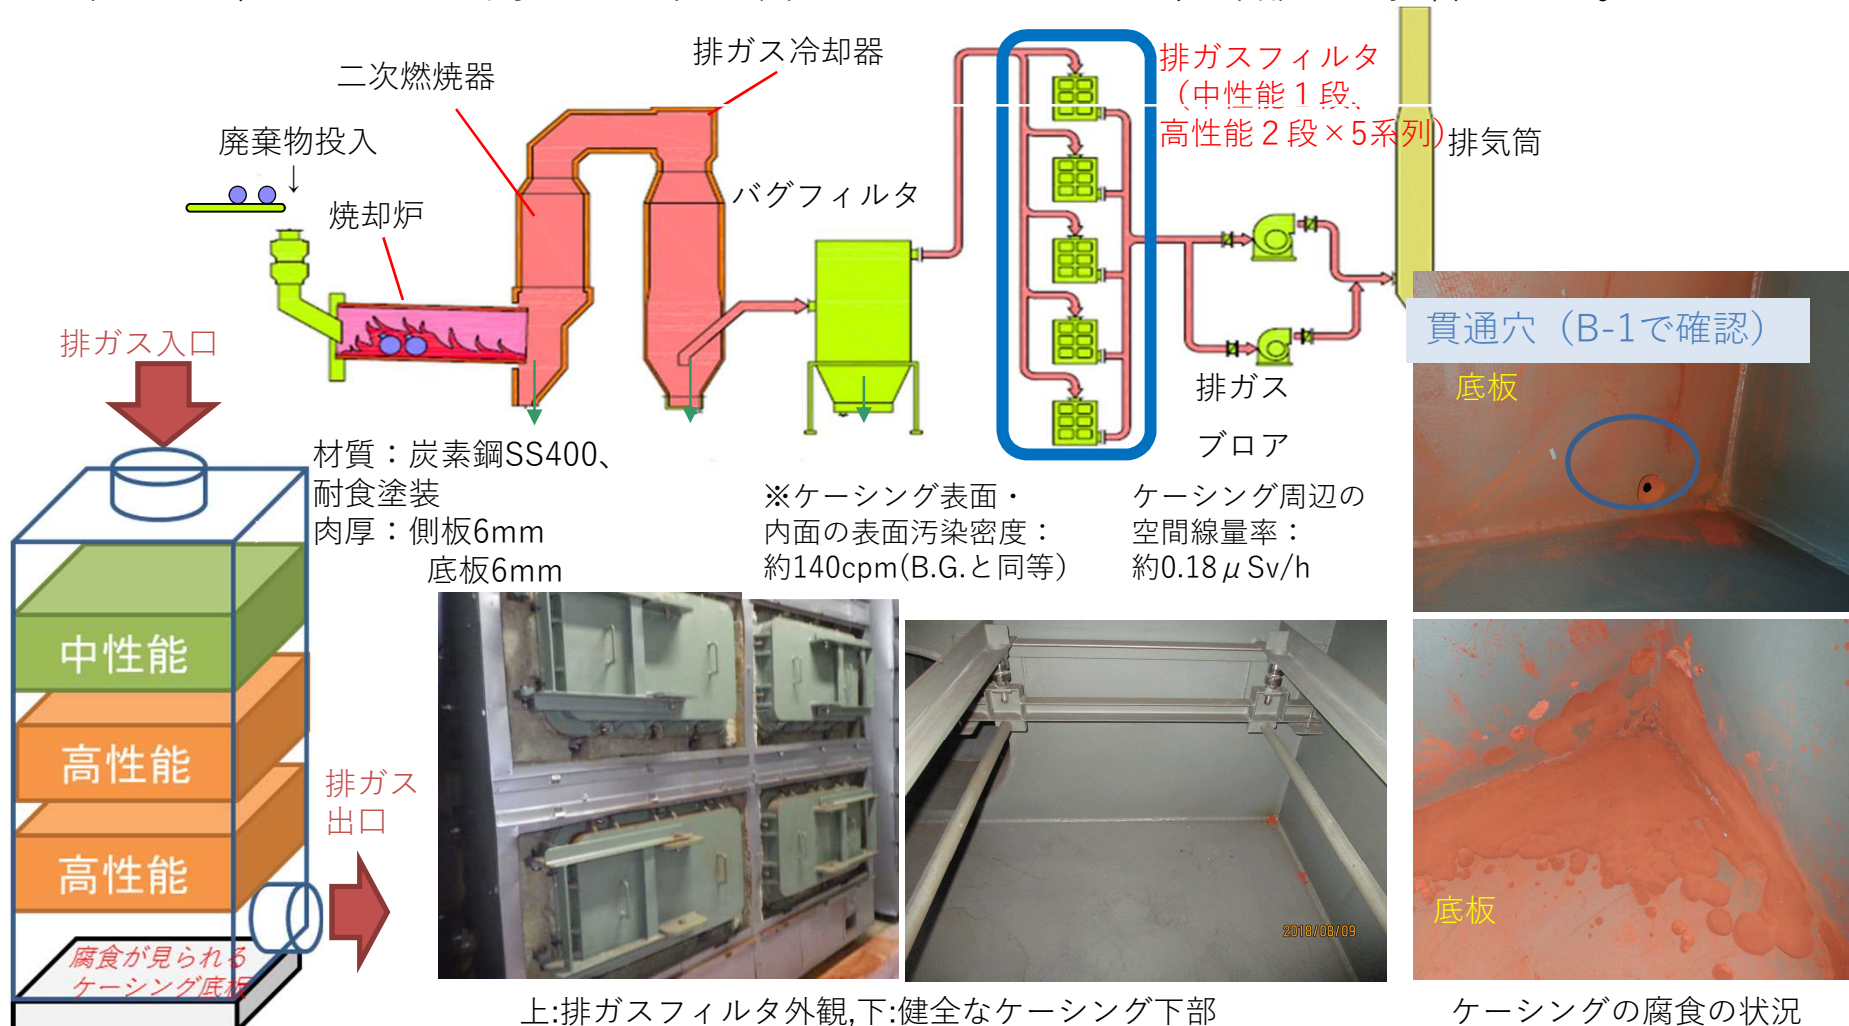 排ガス冷却器
二次燃焼器
排ガスフィルタ
（中性能１段、
高性能２段×5系列）
排気筒
廃棄物投入
↓
焼却炉
バグフィルタ
貫通穴（B-1で確認）
底板
排ガス入口
排ガス
ブロア
材質：炭素鋼SS400、
耐食塗装
肉厚：側板6mm
底板6mm
※ケーシング表面・
内面の表面汚染密度：
約140cpm(B.G.と同等)
ケーシング周辺の
空間線量率：
約0.18μSv/h
中性能
高性能
高性能
排ガス
出口
腐食が見られる
ケーシング底板
2018/08/09
底板
上:排ガスフィルタ外観,下:健全なケーシング下部
ケーシングの腐食の状況